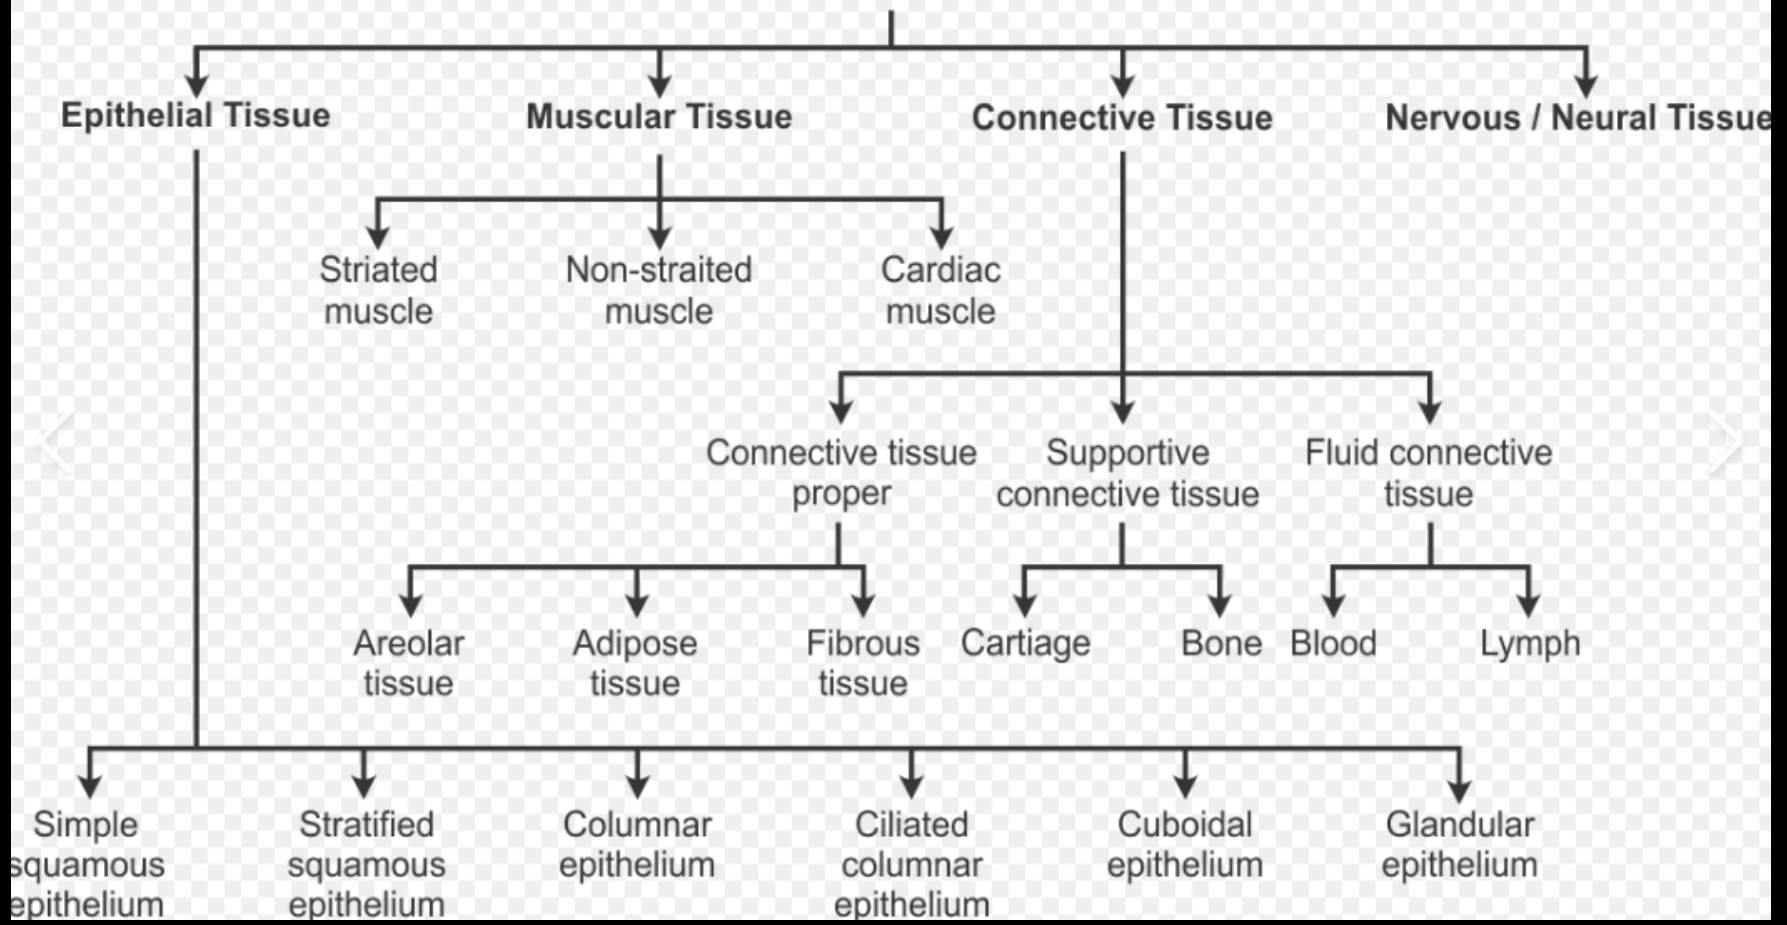 Epithelial Tissue
Muscular Tissue
Connective Tissue
Nervous / Neural Tissue
Striated
muscle
Non-straited
muscle
Cardiac
muscle
Connective tissue
proper
Supportive
connective tissue
Fluid connective
tissue
Areolar
tissue
Adipose
tissue
Fibrous
tissue
Cartiage
Bone
Blood
Lymph
Simple
squamous
epithelium
Stratified
squamous
epithelium
Columnar
epithelium
Ciliated
columnar
epithelium
Cuboidal
epithelium
Glandular
epithelium